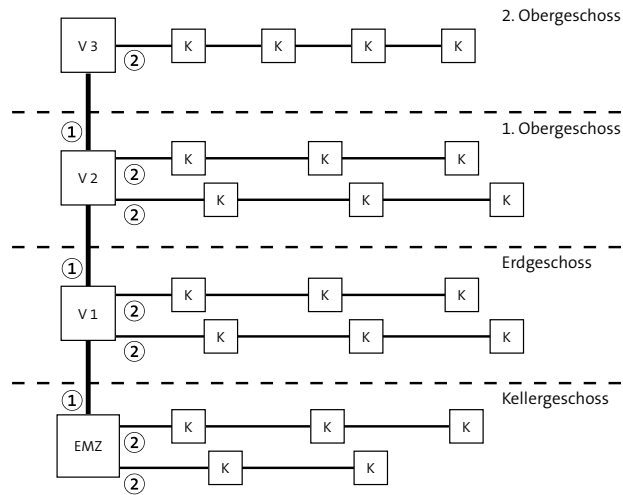 2. Obergeschoss
V 3 K K K K
2
1
1. Obergeschoss
V 2
2 K K K
2 K K K
1
Erdgeschoss
V 1
2 K K K
2 K K K
1
Kellergeschoss
EMZ
2 K K K
2 K K